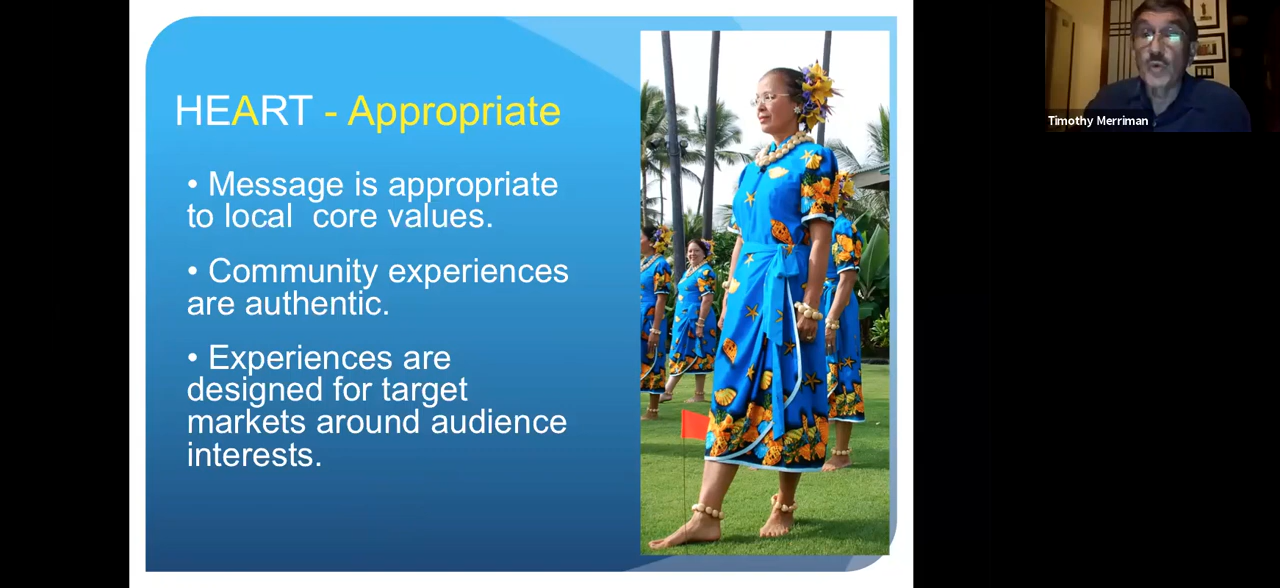 HEART - Appropriate
• Message is appropriate
to local  core values.
• Community experiences
are authentic.
• Experiences are
designed for target
markets around audience
interests.
Timothy Merriman